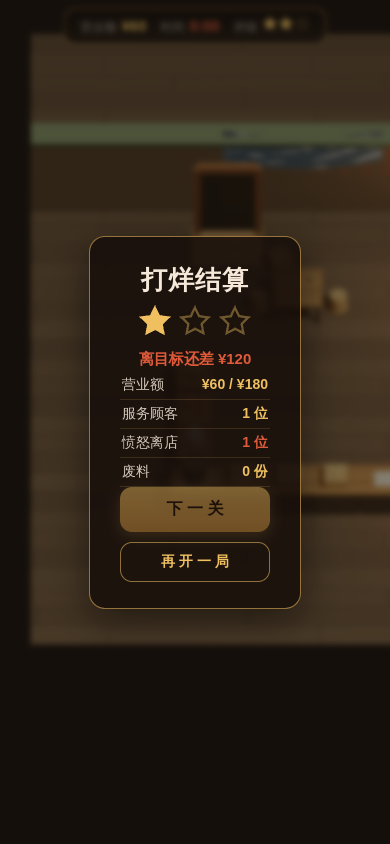 打烊结算
离目标还差 ¥120
营业额 ¥60 / ¥180
服务顾客 1 位
愤怒离店 1 位
废料 0 份
下一关
再开一局